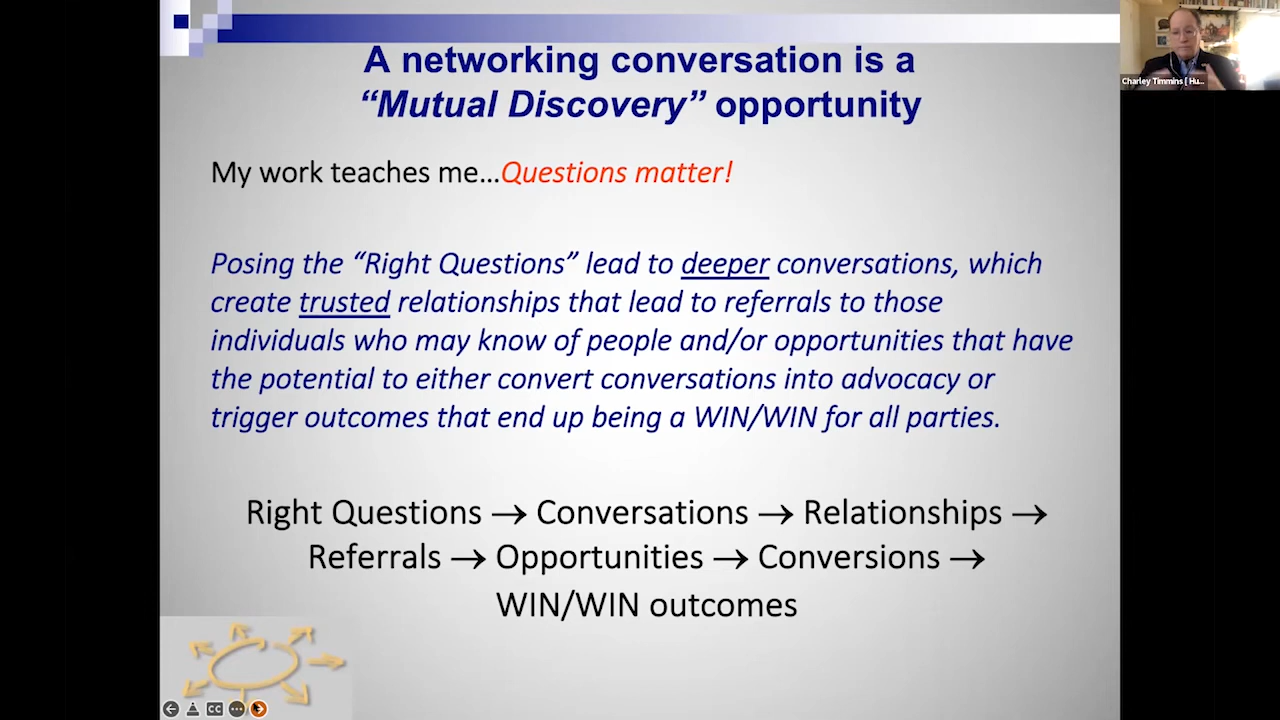 A networking conversation is a
“Mutual Discovery” opportunity
Charley Timmins [ Hu...
My work teaches me...Questions matter!
Posing the “Right Questions” lead to deeper conversations, which
create trusted relationships that lead to referrals to those
individuals who may know of people and/or opportunities that have
the potential to either convert conversations into advocacy or
trigger outcomes that end up being a WIN/WIN for all parties.
Right Questions → Conversations → Relationships →
Referrals → Opportunities → Conversions →
WIN/WIN outcomes
CC